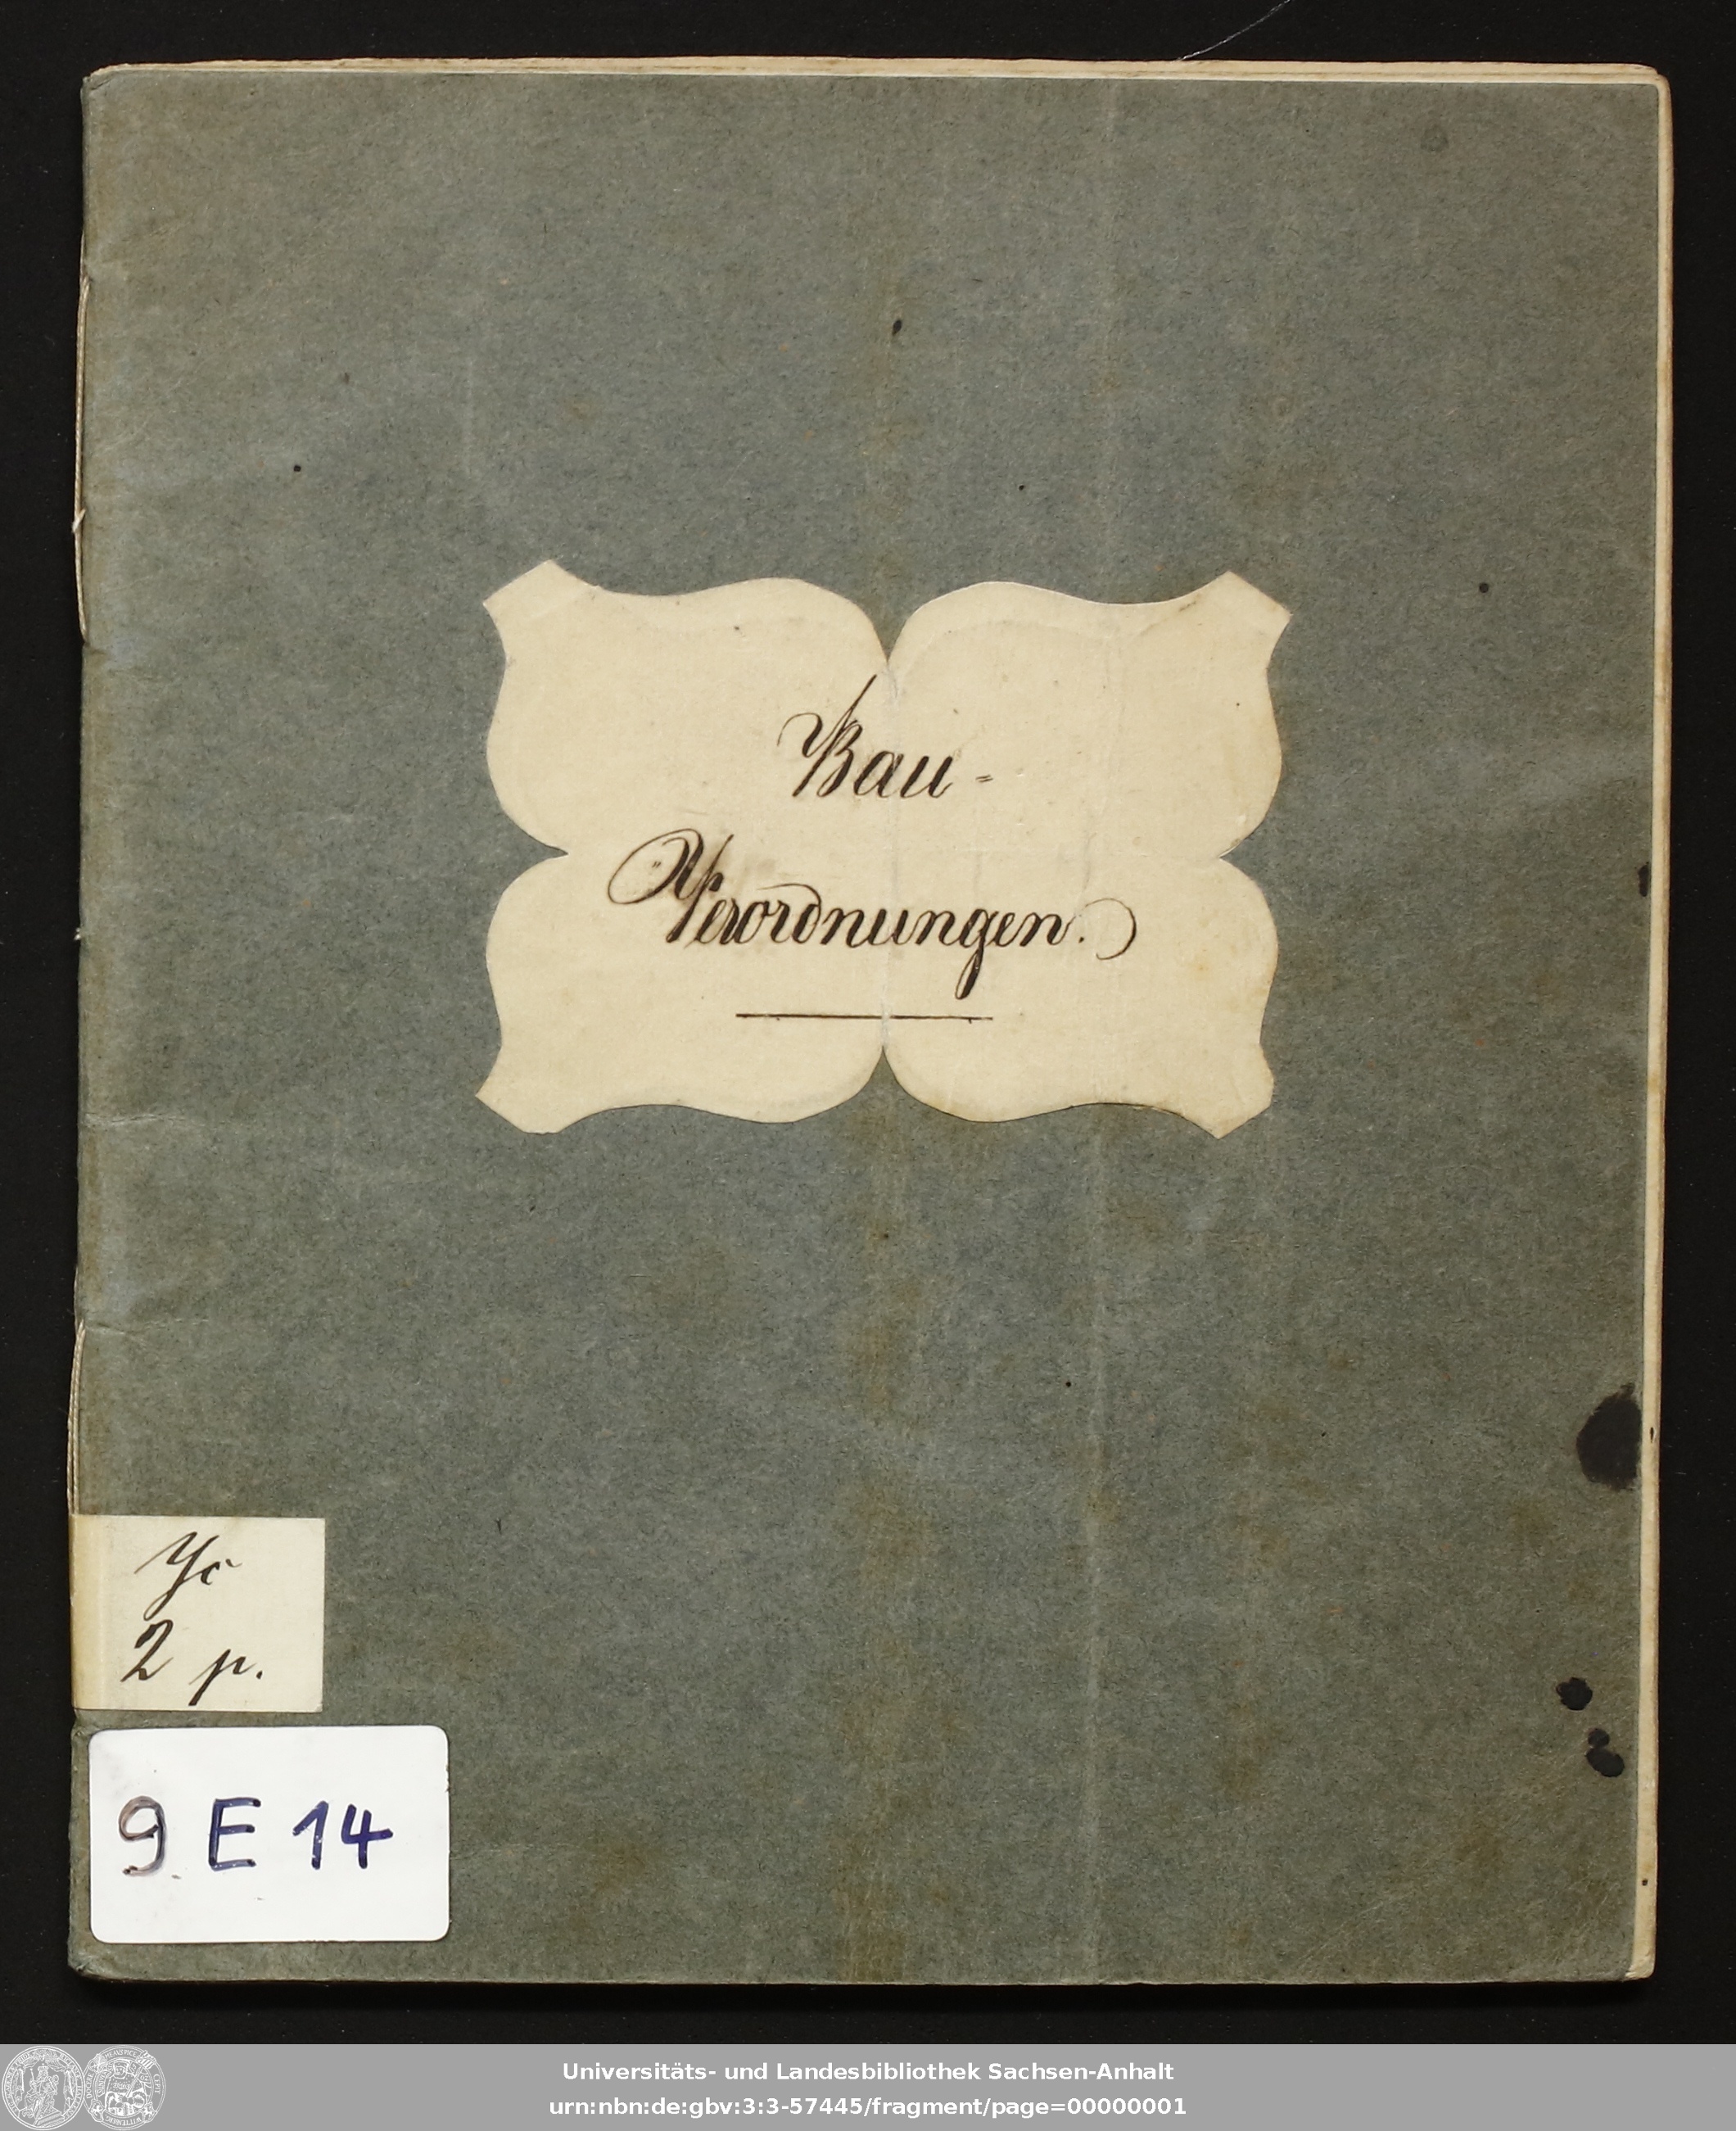 Bau-
Verordnungen.
Yc
2 p.
9 E 14
Universitäts- und Landesbibliothek Sachsen-Anhalt
urn:nbn:de:gbv:3:3-57445/fragment/page=00000001